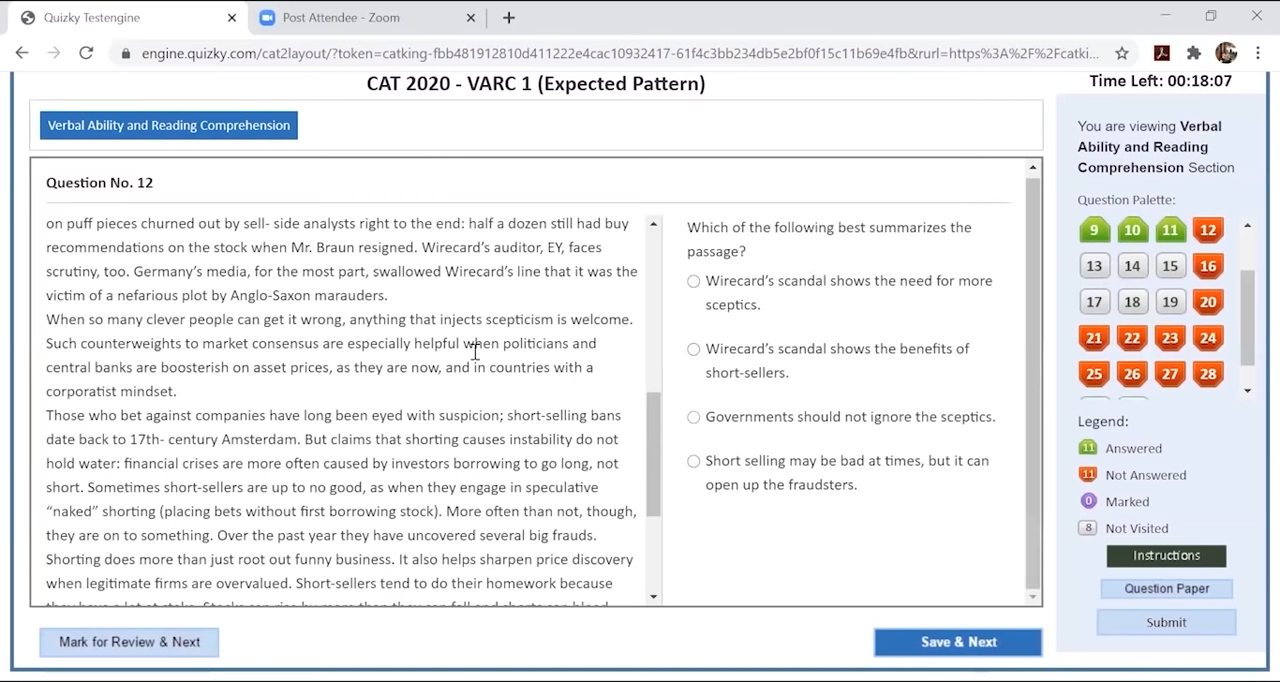 Quizky Testengine
Post Attendee - Zoom
engine.quizky.com/cat2layout/?token=catking-fbb481912810d411222e4cac10932417-61f4c3bb234db5e2bf0f15c11b69e4fb&rurl=https%3A%2F%2Fcatki...
CAT 2020 - VARC 1 (Expected Pattern)
Time Left: 00:18:07
Verbal Ability and Reading Comprehension
Question No. 12
on puff pieces churned out by sell- side analysts right to the end: half a dozen still had buy
recommendations on the stock when Mr. Braun resigned. Wirecard's auditor, EY, faces
scrutiny, too. Germany's media, for the most part, swallowed Wirecard's line that it was the
victim of a nefarious plot by Anglo-Saxon marauders.
When so many clever people can get it wrong, anything that injects scepticism is welcome.
Such counterweights to market consensus are especially helpful when politicians and
central banks are boosterish on asset prices, as they are now, and in countries with a
corporatist mindset.
Those who bet against companies have long been eyed with suspicion; short-selling bans
date back to 17th- century Amsterdam. But claims that shorting causes instability do not
hold water: financial crises are more often caused by investors borrowing to go long, not
short. Sometimes short-sellers are up to no good, as when they engage in speculative
"naked" shorting (placing bets without first borrowing stock). More often than not, though,
they are on to something. Over the past year they have uncovered several big frauds.
Shorting does more than just root out funny business. It also helps sharpen price discovery
when legitimate firms are overvalued. Short-sellers tend to do their homework because
Which of the following best summarizes the
passage?
Wirecard's scandal shows the need for more
sceptics.
Wirecard's scandal shows the benefits of
short-sellers.
Governments should not ignore the sceptics.
Short selling may be bad at times, but it can
open up the fraudsters.
You are viewing Verbal
Ability and Reading
Comprehension Section
Question Palette:
9 10 11 12
13 14 15 16
17 18 19 20
21 22 23 24
25 26 27 28
Legend:
11 Answered
11 Not Answered
0 Marked
8 Not Visited
Instructions
Question Paper
Submit
Mark for Review & Next
Save & Next